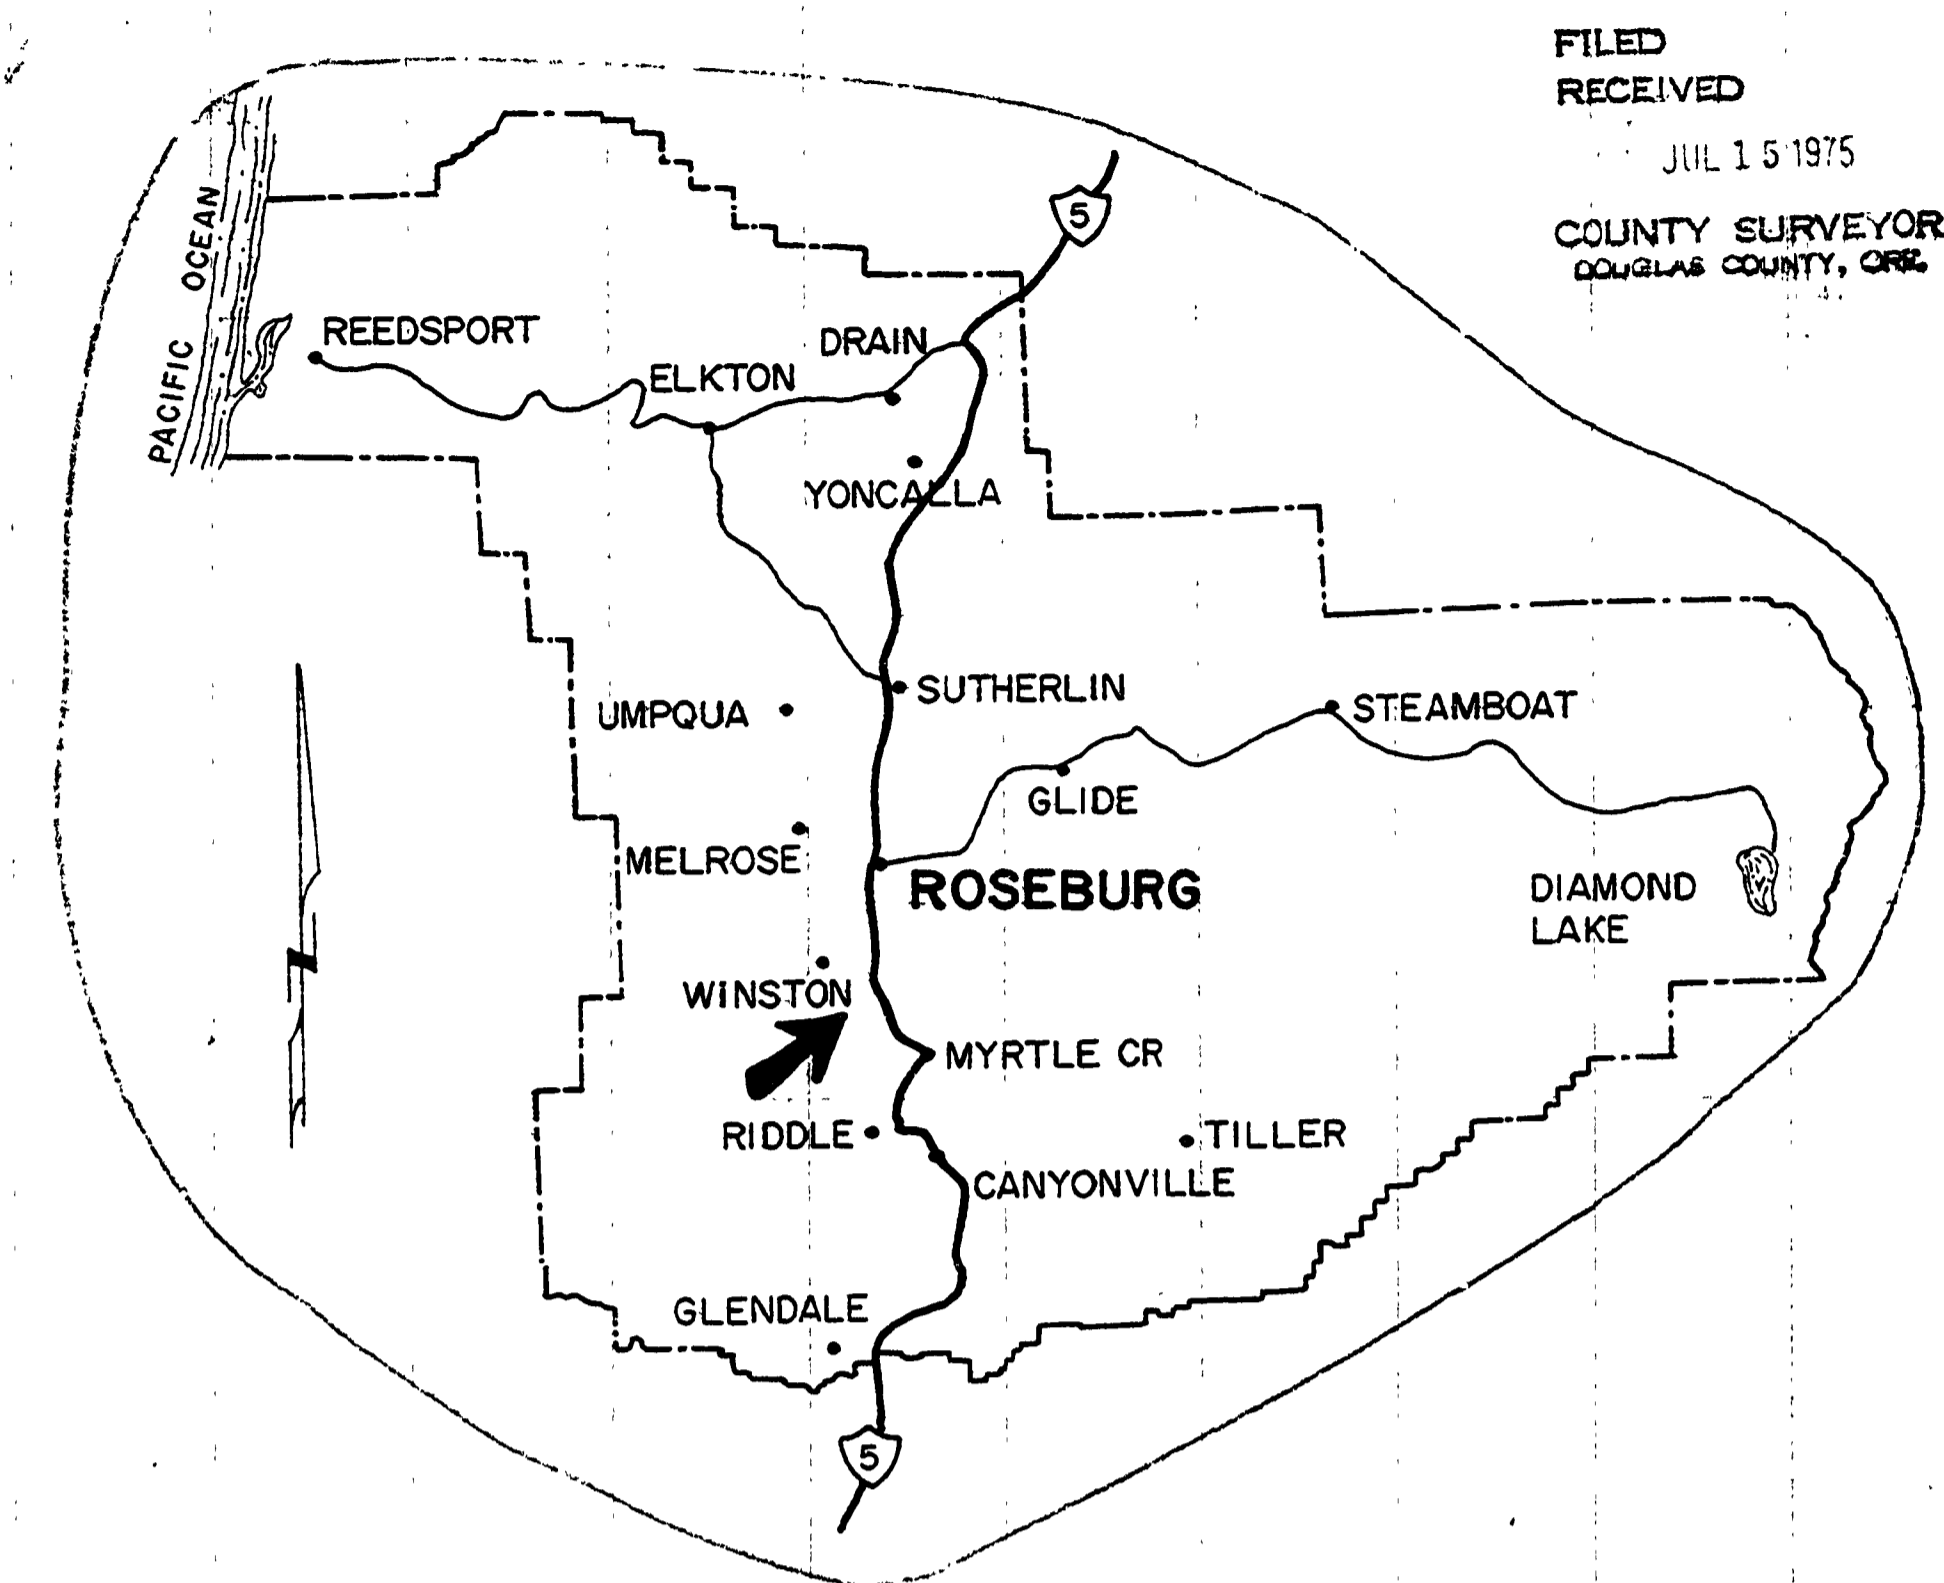 FILED
RECEIVED
JUL 15 1975
COUNTY SURVEYOR
DOUGLAS COUNTY, ORE.
5
PACIFIC OCEAN
REEDSPORT
DRAIN
ELKTON
YONCALLA
SUTHERLIN
UMPQUA
STEAMBOAT
GLIDE
MELROSE
ROSEBURG
DIAMOND
LAKE
N
WINSTON
MYRTLE CR
RIDDLE
TILLER
CANYONVILLE
GLENDALE
5